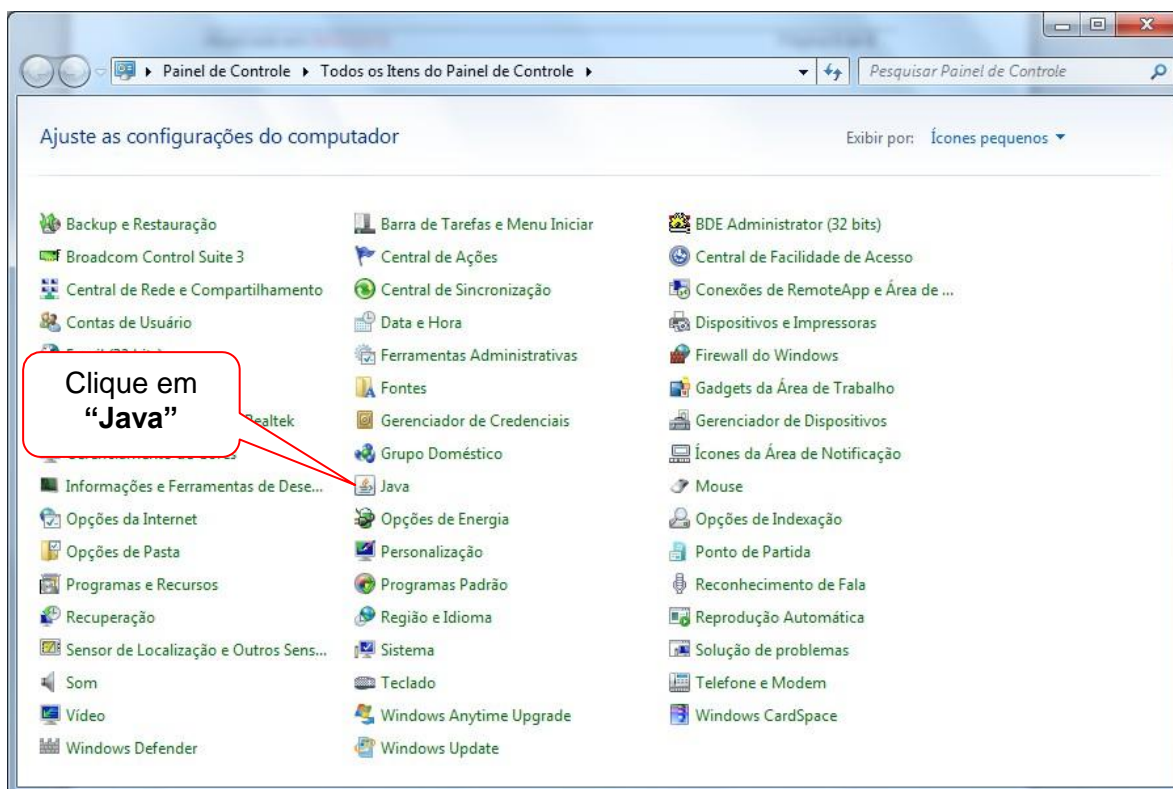 Painel de Controle Todos os Itens do Painel de Controle
Pesquisar Painel de Controle
Ajuste as configurações do computador
Exibir por: Ícones pequenos
Backup e Restauração Barra de Tarefas e Menu Iniciar BDE Administrator (32 bits)
Broadcom Control Suite 3 Central de Ações Central de Facilidade de Acesso
Central de Rede e Compartilhamento Central de Sincronização Conexões de RemoteApp e Área de ...
Contas de Usuário Data e Hora Dispositivos e Impressoras
Ferramentas Administrativas Firewall do Windows
Clique em
“Java”
Fontes Gadgets da Área de Trabalho
Realtek Gerenciador de Credenciais Gerenciador de Dispositivos
Grupo Doméstico Ícones da Área de Notificação
Informações e Ferramentas de Dese... Java Mouse
Opções da Internet Opções de Energia Opções de Indexação
Opções de Pasta Personalização Ponto de Partida
Programas e Recursos Programas Padrão Reconhecimento de Fala
Recuperação Região e Idioma Reprodução Automática
Sensor de Localização e Outros Sens... Sistema Solução de problemas
Som Teclado Telefone e Modem
Vídeo Windows Anytime Upgrade Windows CardSpace
Windows Defender Windows Update